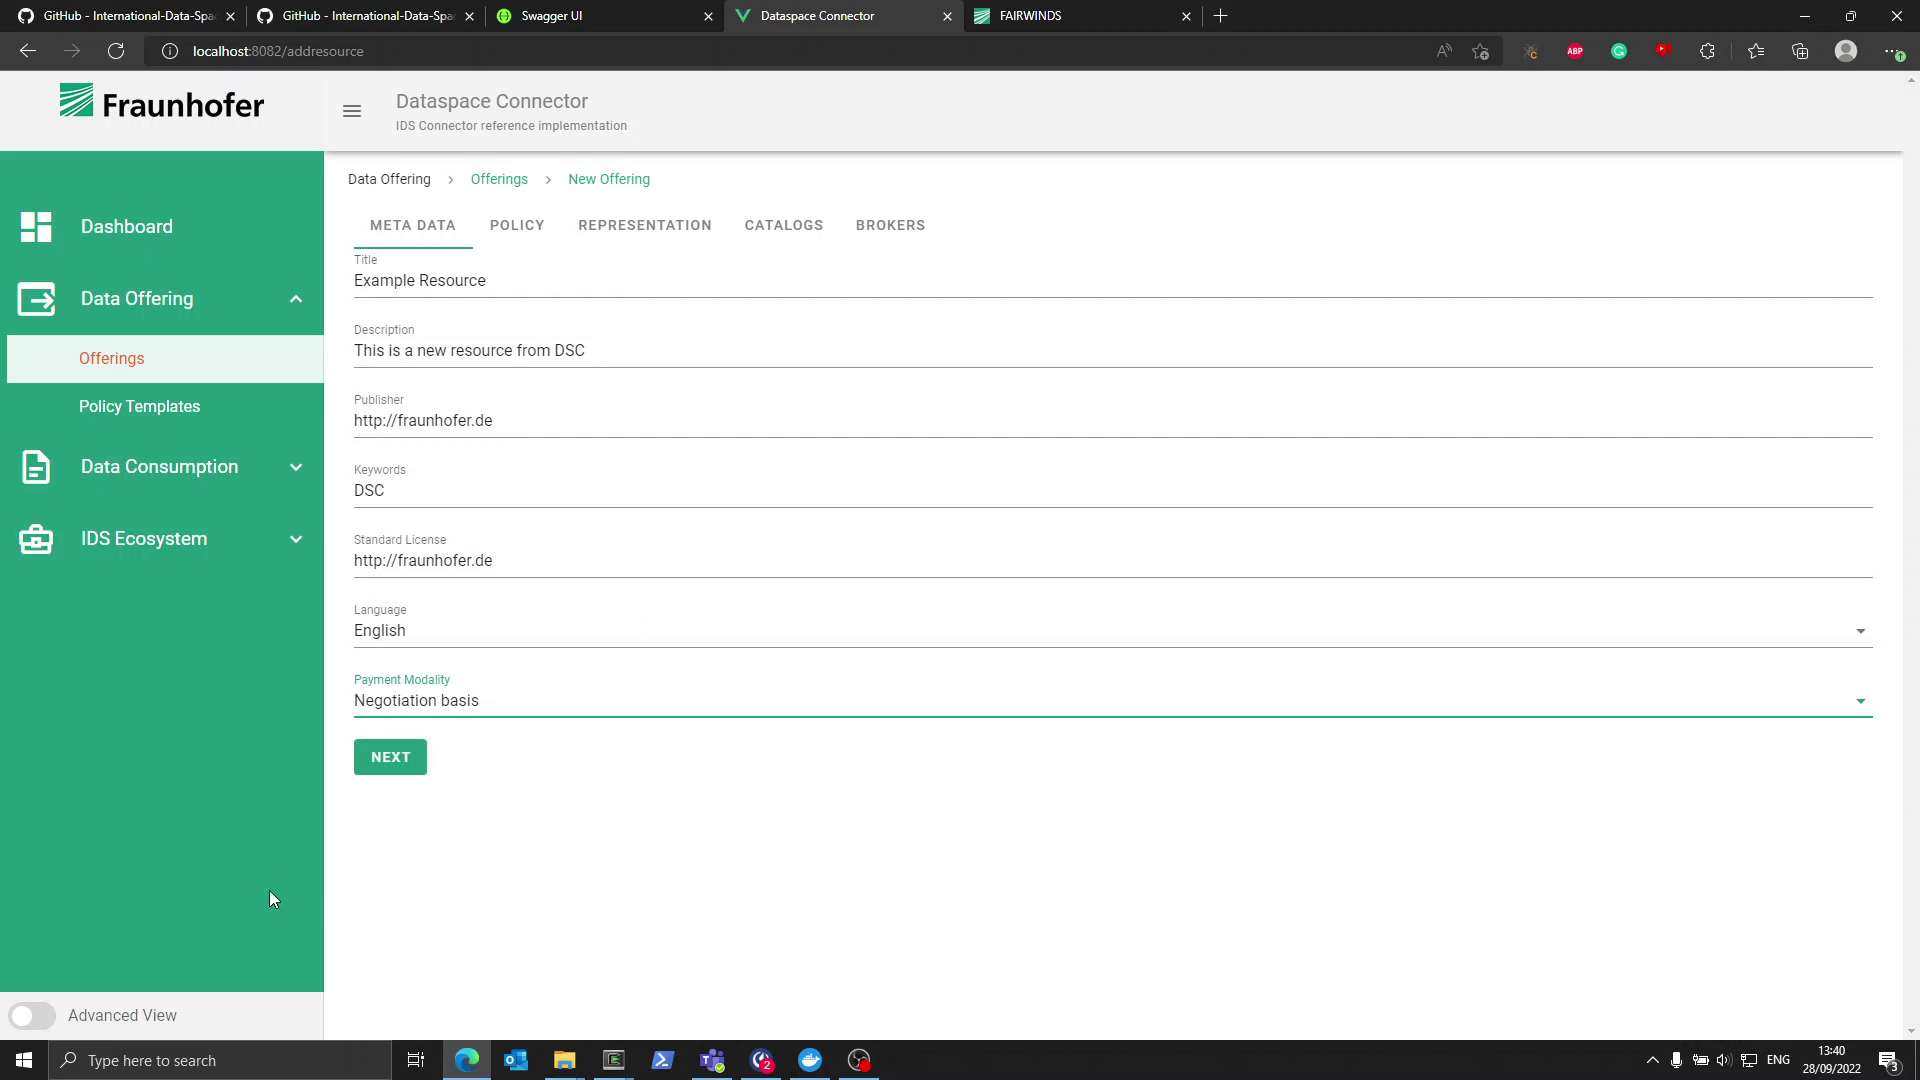 GitHub - International-Data-Spa
GitHub - International-Data-Spa
Swagger UI
Dataspace Connector
FAIRWINDS
localhost:8082/addresource
ABP
Fraunhofer
Dataspace Connector
IDS Connector reference implementation
Dashboard
Data Offering
Offerings
Policy Templates
Data Consumption
IDS Ecosystem
Advanced View
Data Offering > Offerings > New Offering
META DATA POLICY REPRESENTATION CATALOGS BROKERS
Title
Example Resource
Description
This is a new resource from DSC
Publisher
http://fraunhofer.de
Keywords
DSC
Standard License
http://fraunhofer.de
Language
English
Payment Modality
Negotiation basis
NEXT
Type here to search
2
ENG
13:40
28/09/2022
3